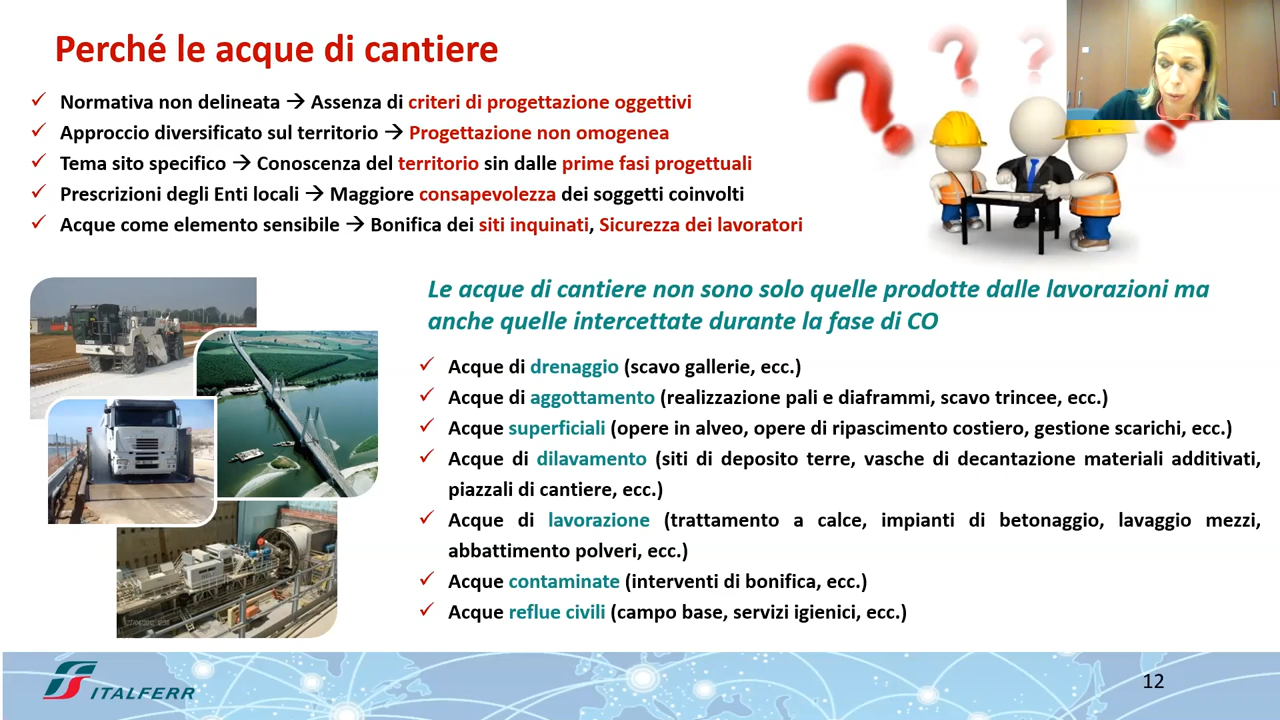 Perché le acque di cantiere
Normativa non delineata → Assenza di criteri di progettazione oggettivi
Approccio diversificato sul territorio → Progettazione non omogenea
Tema sito specifico → Conoscenza del territorio sin dalle prime fasi progettuali
Prescrizioni degli Enti locali → Maggiore consapevolezza dei soggetti coinvolti
Acque come elemento sensibile → Bonifica dei siti inquinati, Sicurezza dei lavoratori
Le acque di cantiere non sono solo quelle prodotte dalle lavorazioni ma
anche quelle intercettate durante la fase di CO
Acque di drenaggio (scavo gallerie, ecc.)
Acque di aggottamento (realizzazione pali e diaframmi, scavo trincee, ecc.)
Acque superficiali (opere in alveo, opere di ripascimento costiero, gestione scarichi, ecc.)
Acque di dilavamento (siti di deposito terre, vasche di decantazione materiali additivati,
piazzali di cantiere, ecc.)
Acque di lavorazione (trattamento a calce, impianti di betonaggio, lavaggio mezzi,
abbattimento polveri, ecc.)
Acque contaminate (interventi di bonifica, ecc.)
Acque reflue civili (campo base, servizi igienici, ecc.)
ITALFERR
12